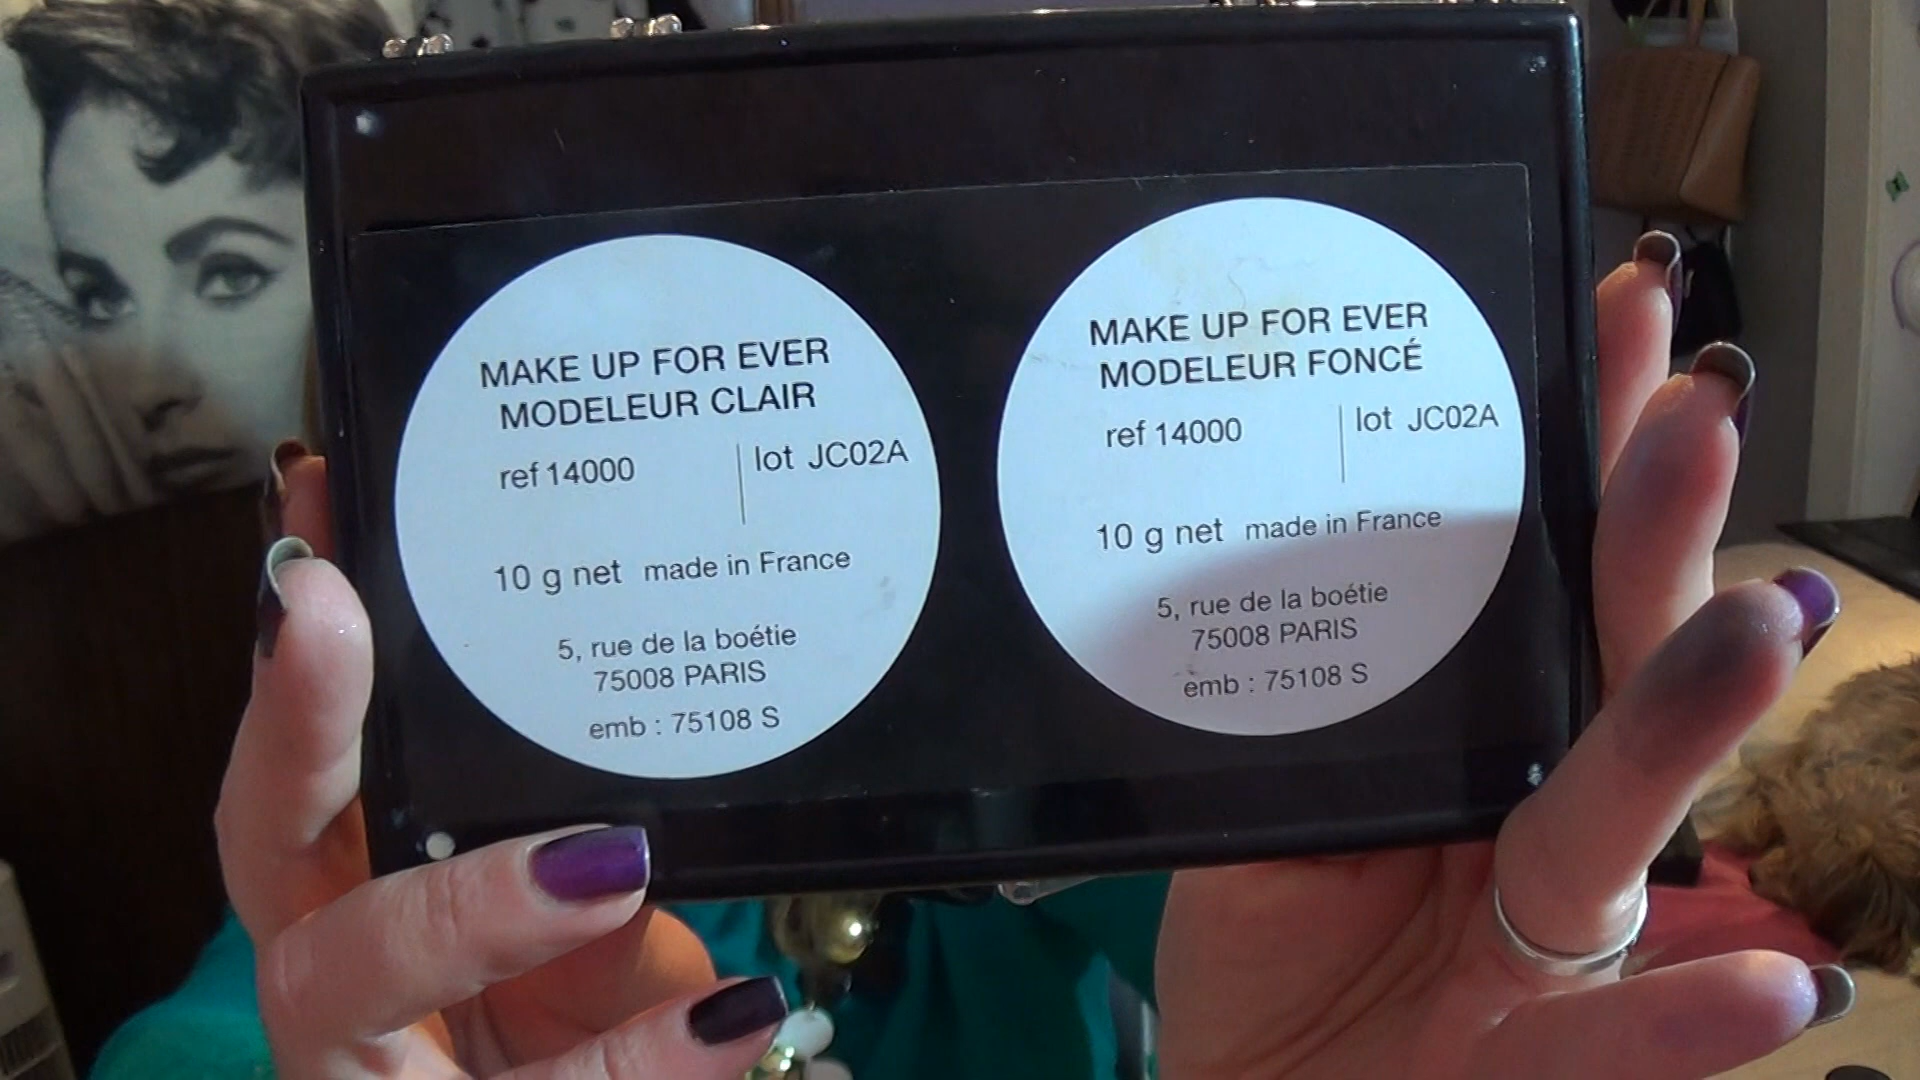 MAKE UP FOR EVER
MODELEUR CLAIR
ref 14000 lot JC02A
10 g net made in France
5, rue de la boétie
75008 PARIS
emb : 75108 S
MAKE UP FOR EVER
MODELEUR FONCÉ
ref 14000 lot JC02A
10 g net made in France
5, rue de la boétie
75008 PARIS
emb : 75108 S